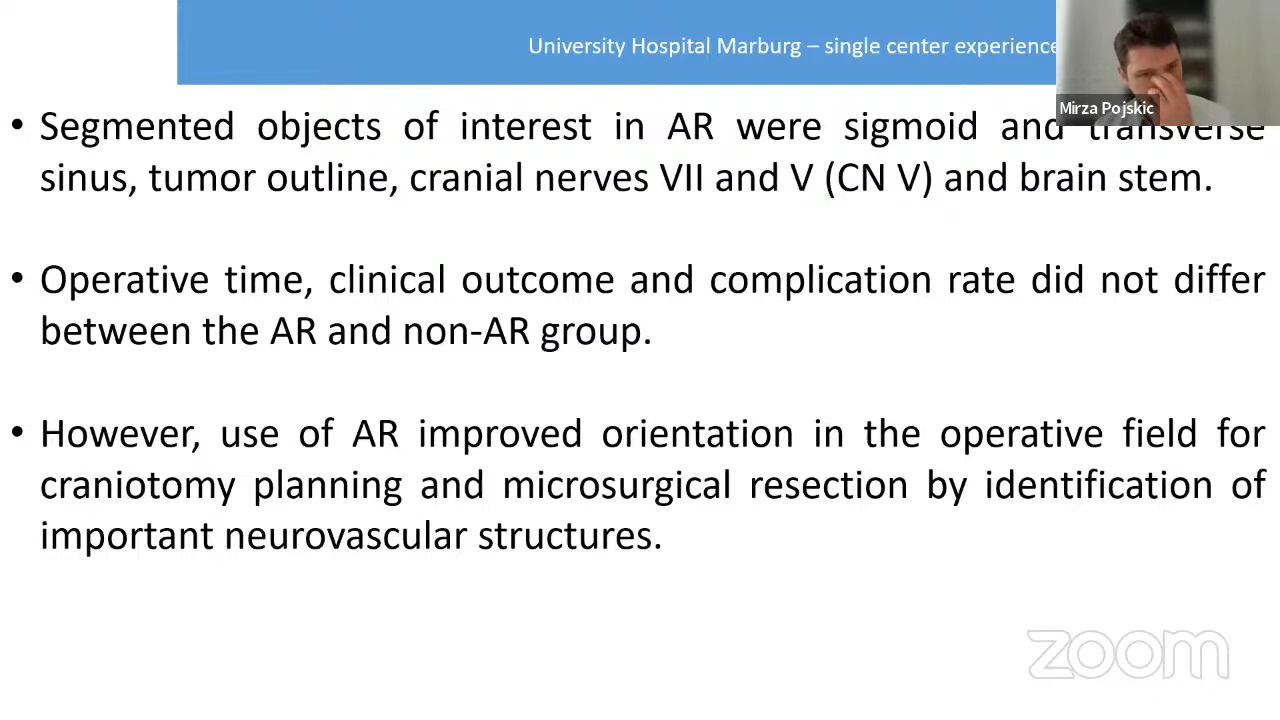 University Hospital Marburg – single center experience
Mirza Pojskic
• Segmented objects of interest in AR were sigmoid and transverse
sinus, tumor outline, cranial nerves VII and V (CN V) and brain stem.
• Operative time, clinical outcome and complication rate did not differ
between the AR and non-AR group.
• However, use of AR improved orientation in the operative field for
craniotomy planning and microsurgical resection by identification of
important neurovascular structures.
zoom